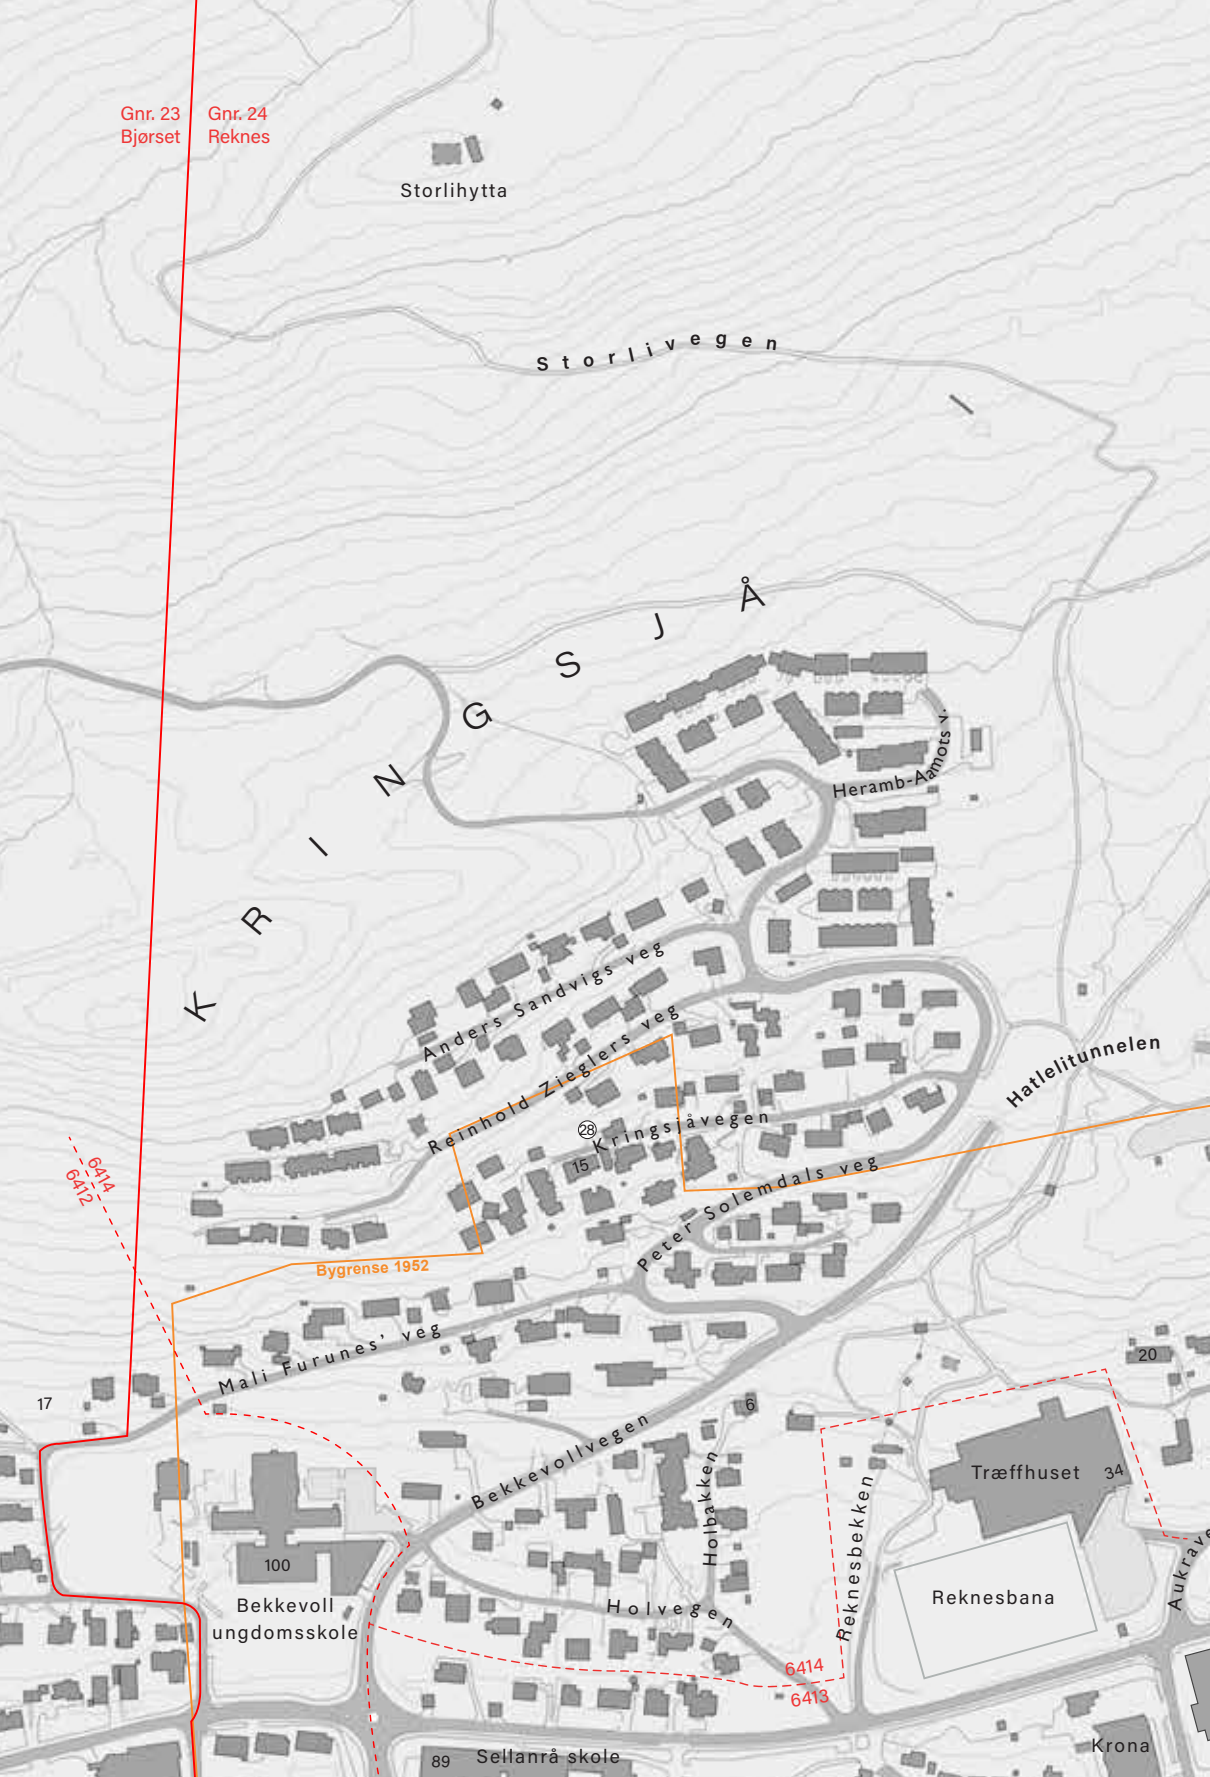 Gnr. 23 Gnr. 24
Bjørset Reknes
Storlihytta
Storlivegen
I
KRINGSJÅ
Heramb-Aamots v.
Anders Sandvigs veg
Reinhold Zieglers veg
Hatlelitunnelen
28
Kringsjåvegen
15
6414
6412
Peter Solemdals veg
Bygrense 1952
Mali Furunes' veg
20
17
6
Bekkevollvegen
Holbakken
Træffhuset 34
Reknesbekken
100
Bekkevoll
ungdomsskole
Holvegen
Reknesbana
6414
6413
89 Sellanrå skole
Krona